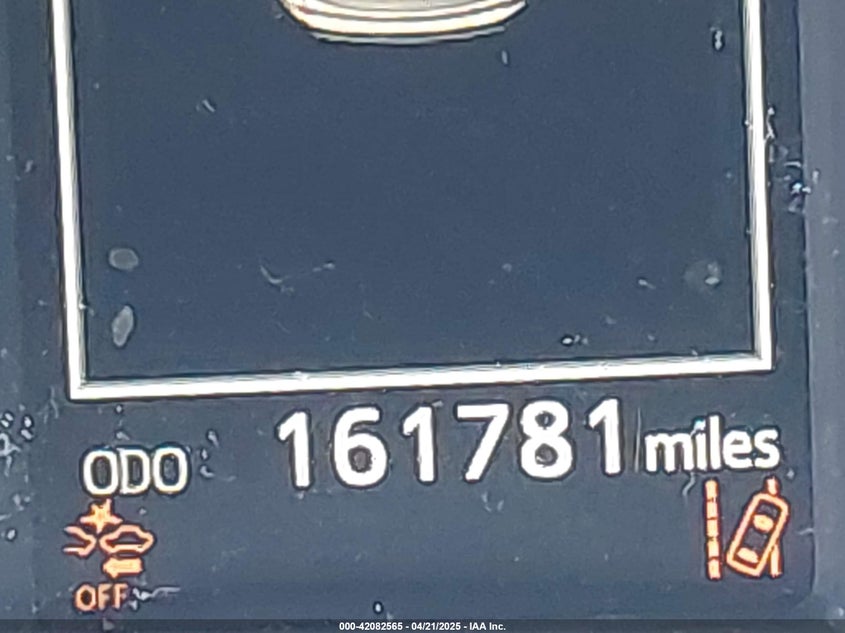 ODO 161781 miles
OFF
000-42082565 - 04/21/2025 - IAA Inc.